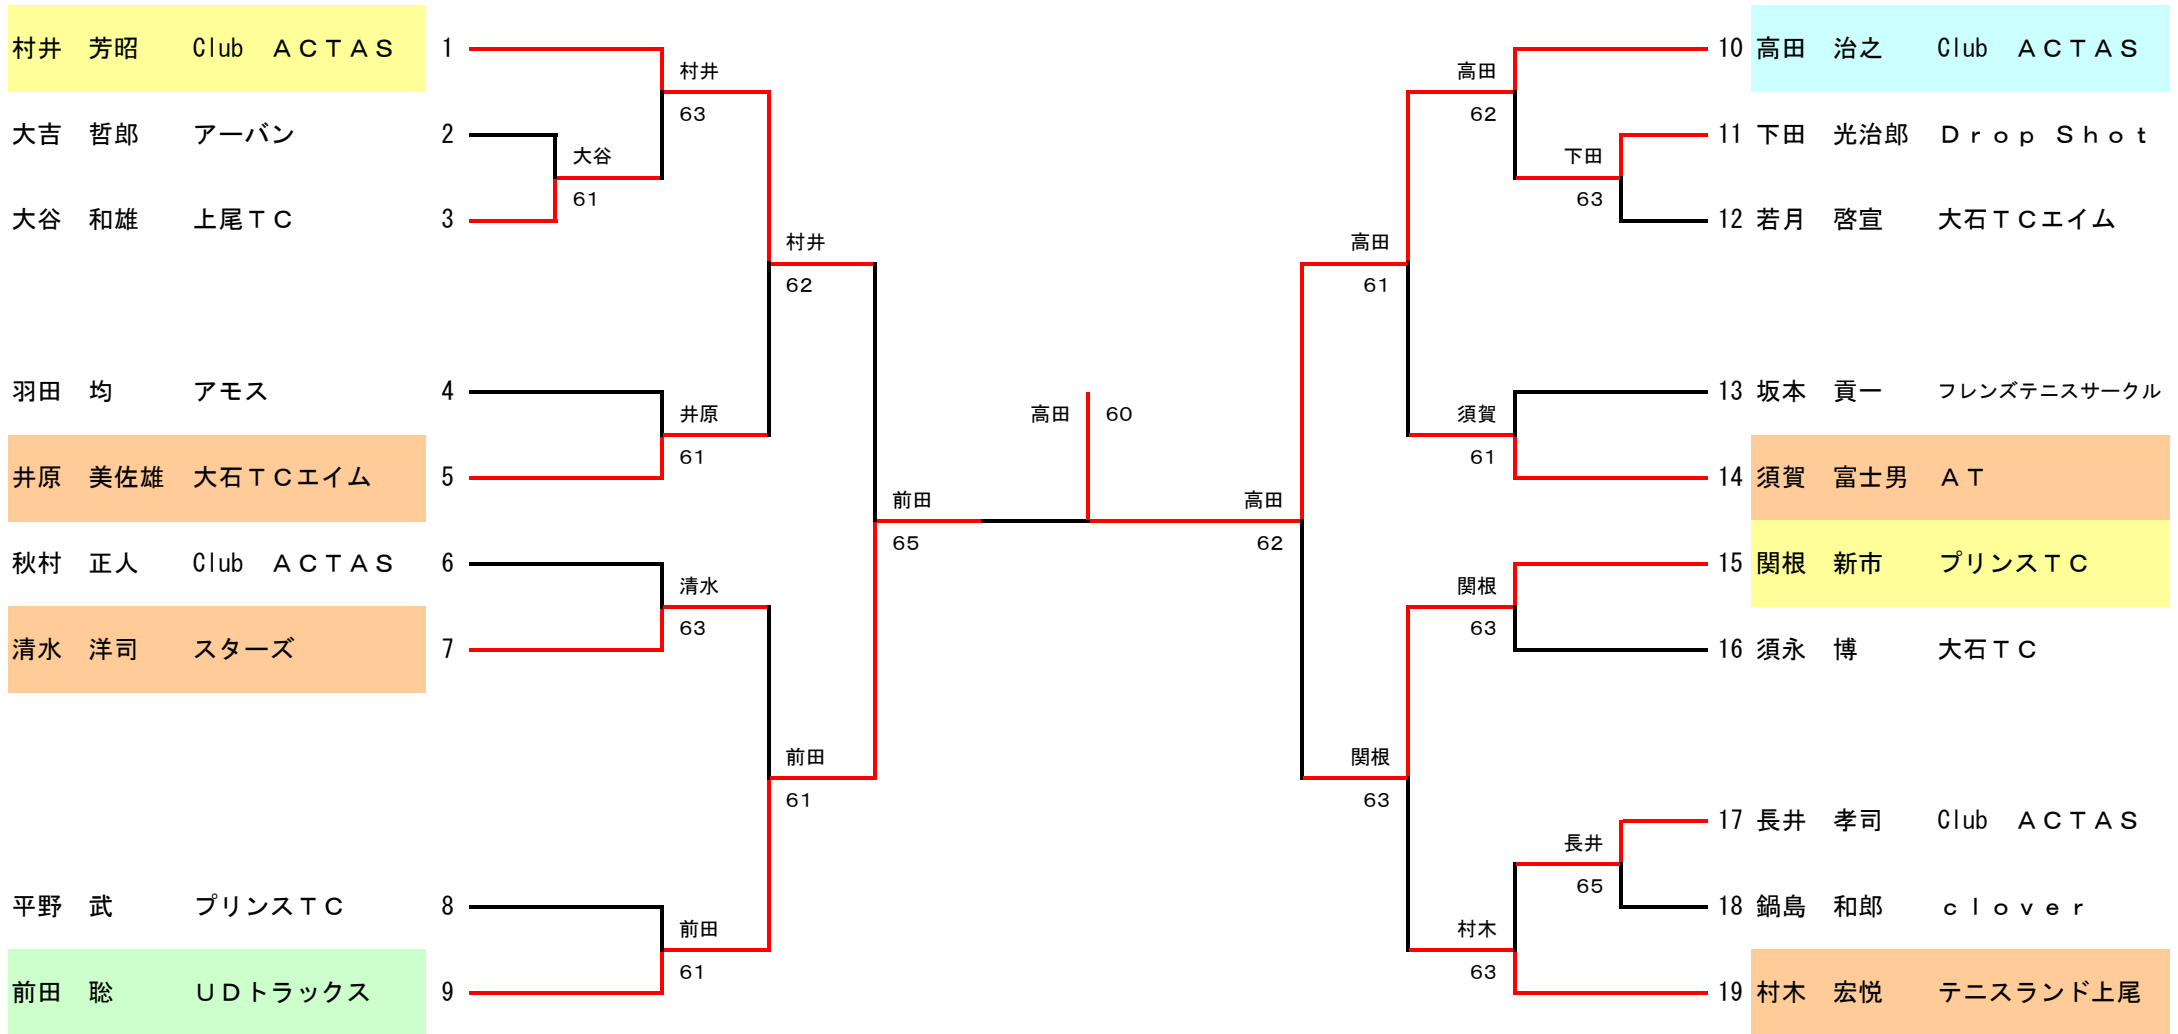 村井 芳昭 Club ＡＣＴＡＳ 1
大吉 哲郎 アーバン 2
大谷 和雄 上尾ＴＣ 3
羽田 均 アモス 4
井原 美佐雄 大石ＴＣエイム 5
秋村 正人 Club ＡＣＴＡＳ 6
清水 洋司 スターズ 7
平野 武 プリンスＴＣ 8
前田 聡 ＵＤトラックス 9
大谷
61
村井
63
井原
61
清水
63
前田
61
村井
62
前田
61
前田
65
高田 60
高田
62
高田
61
関根
63
高田
62
須賀
61
関根
63
村木
63
下田
63
長井
65
10 高田 治之 Club ＡＣＴＡＳ
11 下田 光治郎 Ｄｒｏｐ Ｓｈｏｔ
12 若月 啓宣 大石ＴＣエイム
13 坂本 貢一 フレンズテニスサークル
14 須賀 富士男 ＡＴ
15 関根 新市 プリンスＴＣ
16 須永 博 大石ＴＣ
17 長井 孝司 Club ＡＣＴＡＳ
18 鍋島 和郎 ｃｌｏｖｅｒ
19 村木 宏悦 テニスランド上尾